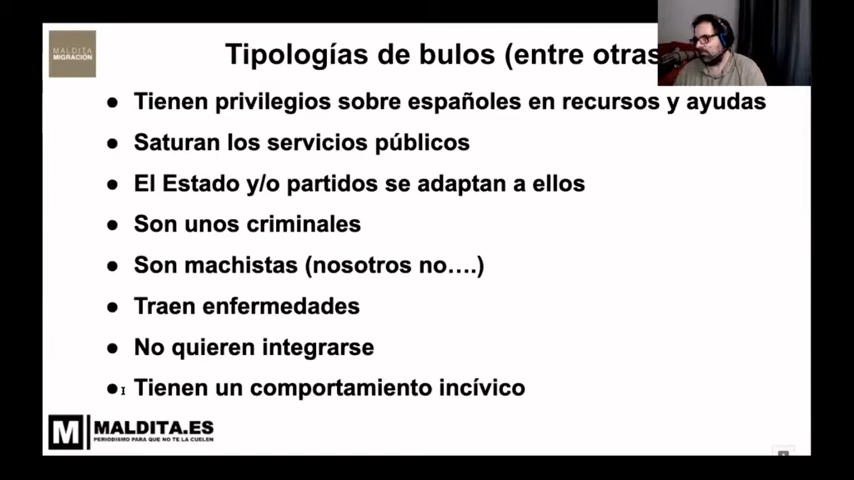 MALDITA
MIGRACIÓN
Tipologías de bulos (entre otras
● Tienen privilegios sobre españoles en recursos y ayudas
● Saturan los servicios públicos
● El Estado y/o partidos se adaptan a ellos
● Son unos criminales
● Son machistas (nosotros no….)
● Traen enfermedades
● No quieren integrarse
● Tienen un comportamiento incívico
M MALDITA.ES
PERIODISMO PARA QUE NO TE LA CUELEN